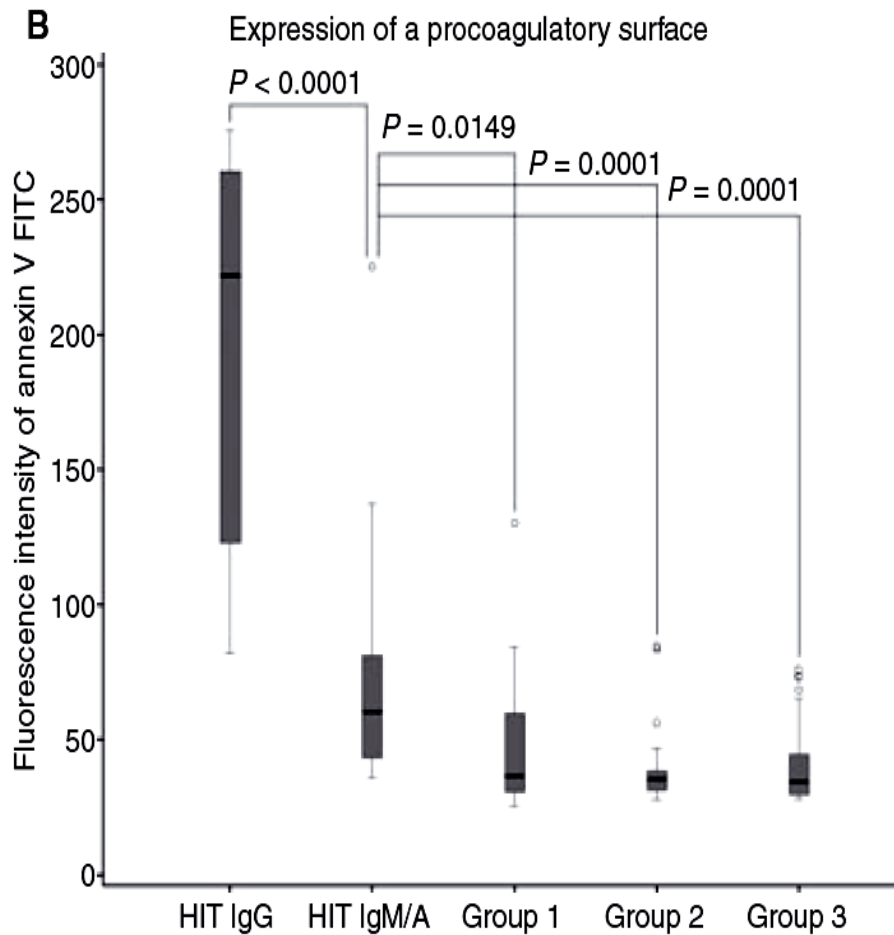 B
Expression of a procoagulatory surface
Fluorescence intensity of annexin V FITC
300
250
200
150
100
50
0
P < 0.0001
P = 0.0149
P = 0.0001
P = 0.0001
HIT IgG
HIT IgM/A
Group 1
Group 2
Group 3